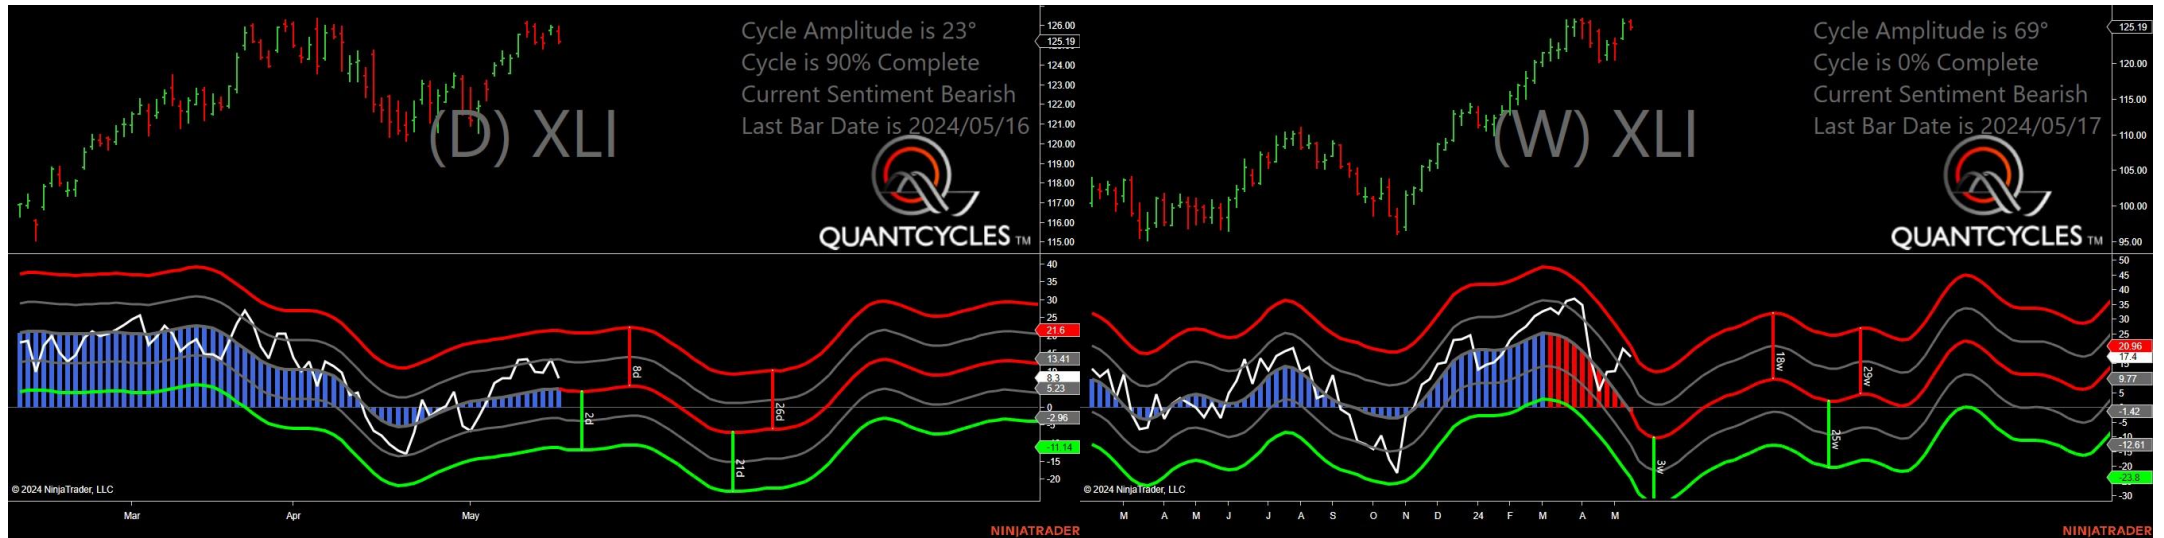 Cycle Amplitude is 23°
Cycle is 90% Complete
Current Sentiment Bearish
Last Bar Date is 2024/05/16
(D) XLI
QUANTCYCLES TM
126.00
125.19
124.00
123.00
122.00
121.00
120.00
119.00
118.00
117.00
116.00
115.00
40
35
30
25
21.6
13.41
8.3
5.23
0
-2.96
-11.14
-15
-20
8d
2d
26d
21d
© 2024 NinjaTrader, LLC
Mar Apr May
NINJATRADER
Cycle Amplitude is 69°
Cycle is 0% Complete
Current Sentiment Bearish
Last Bar Date is 2024/05/17
(W) XLI
QUANTCYCLES TM
125.19
120.00
115.00
110.00
105.00
100.00
95.00
50
45
40
35
30
25
20.96
17.4
15
9.77
5
-1.42
-5
-10
-12.61
-20
-23.8
-30
18w
29w
25w
3w
© 2024 NinjaTrader, LLC
M A M J J A S O N D 24 F M A M
NINJATRADER